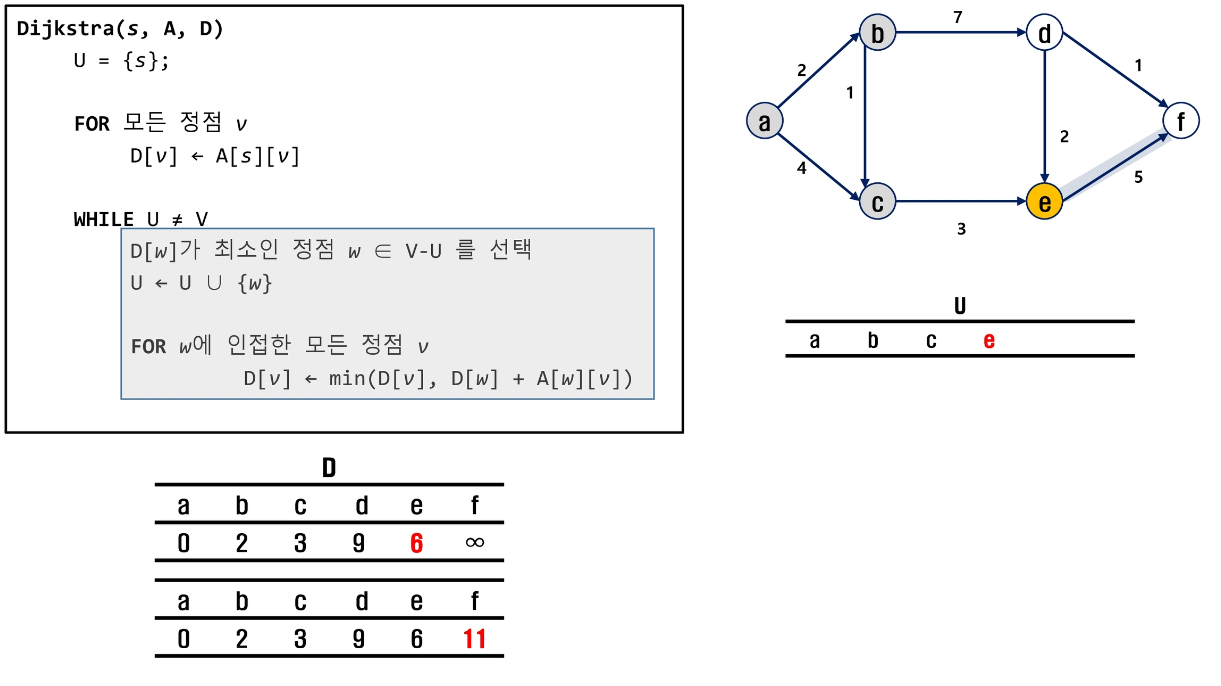 Dijkstra(s, A, D)
U = {s};
FOR 모든 정점 v
D[v] ← A[s][v]
WHILE U ≠ V
D[w]가 최소인 정점 w ∈ V-U 를 선택
U ← U ∪ {w}
FOR w에 인접한 모든 정점 v
D[v] ← min(D[v], D[w] + A[w][v])
7
b
d
2
1
1
a
f
4
2
5
c
e
3
U
a b c e
D
a b c d e f
0 2 3 9 6 ∞
a b c d e f
0 2 3 9 6 11